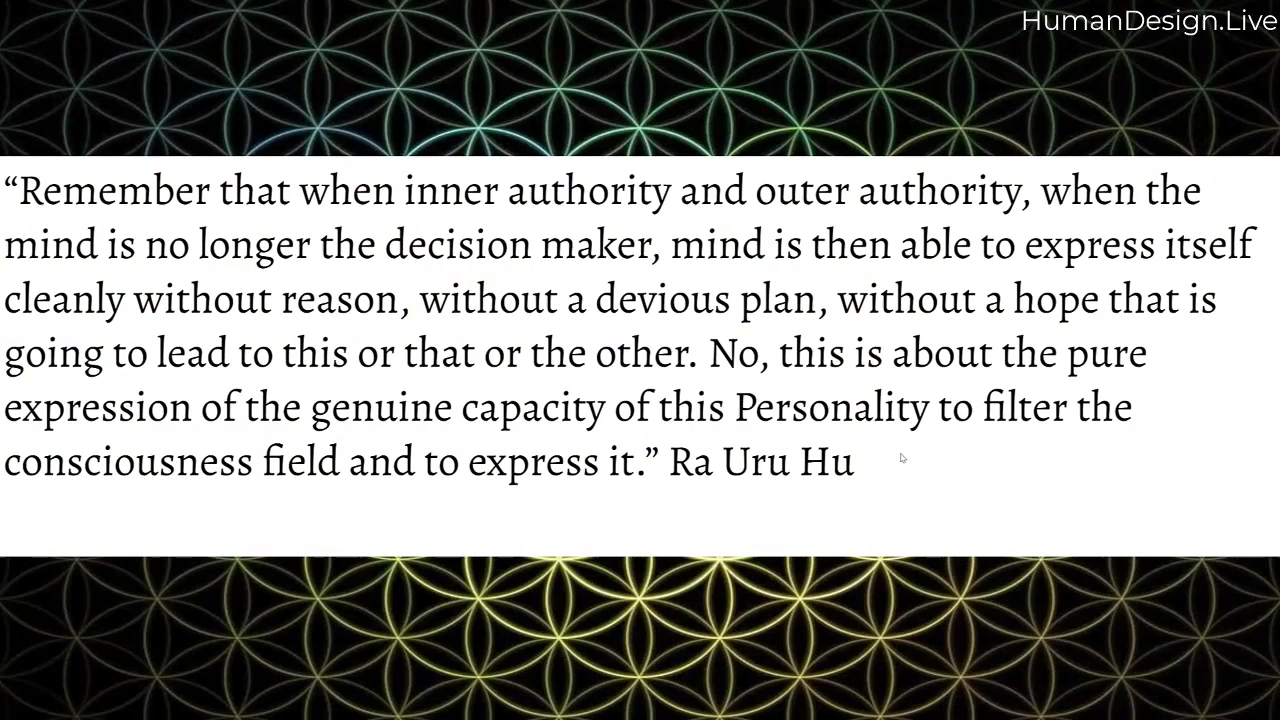 HumanDesign.Live
“Remember that when inner authority and outer authority, when the
mind is no longer the decision maker, mind is then able to express itself
cleanly without reason, without a devious plan, without a hope that is
going to lead to this or that or the other. No, this is about the pure
expression of the genuine capacity of this Personality to filter the
consciousness field and to express it.” Ra Uru Hu